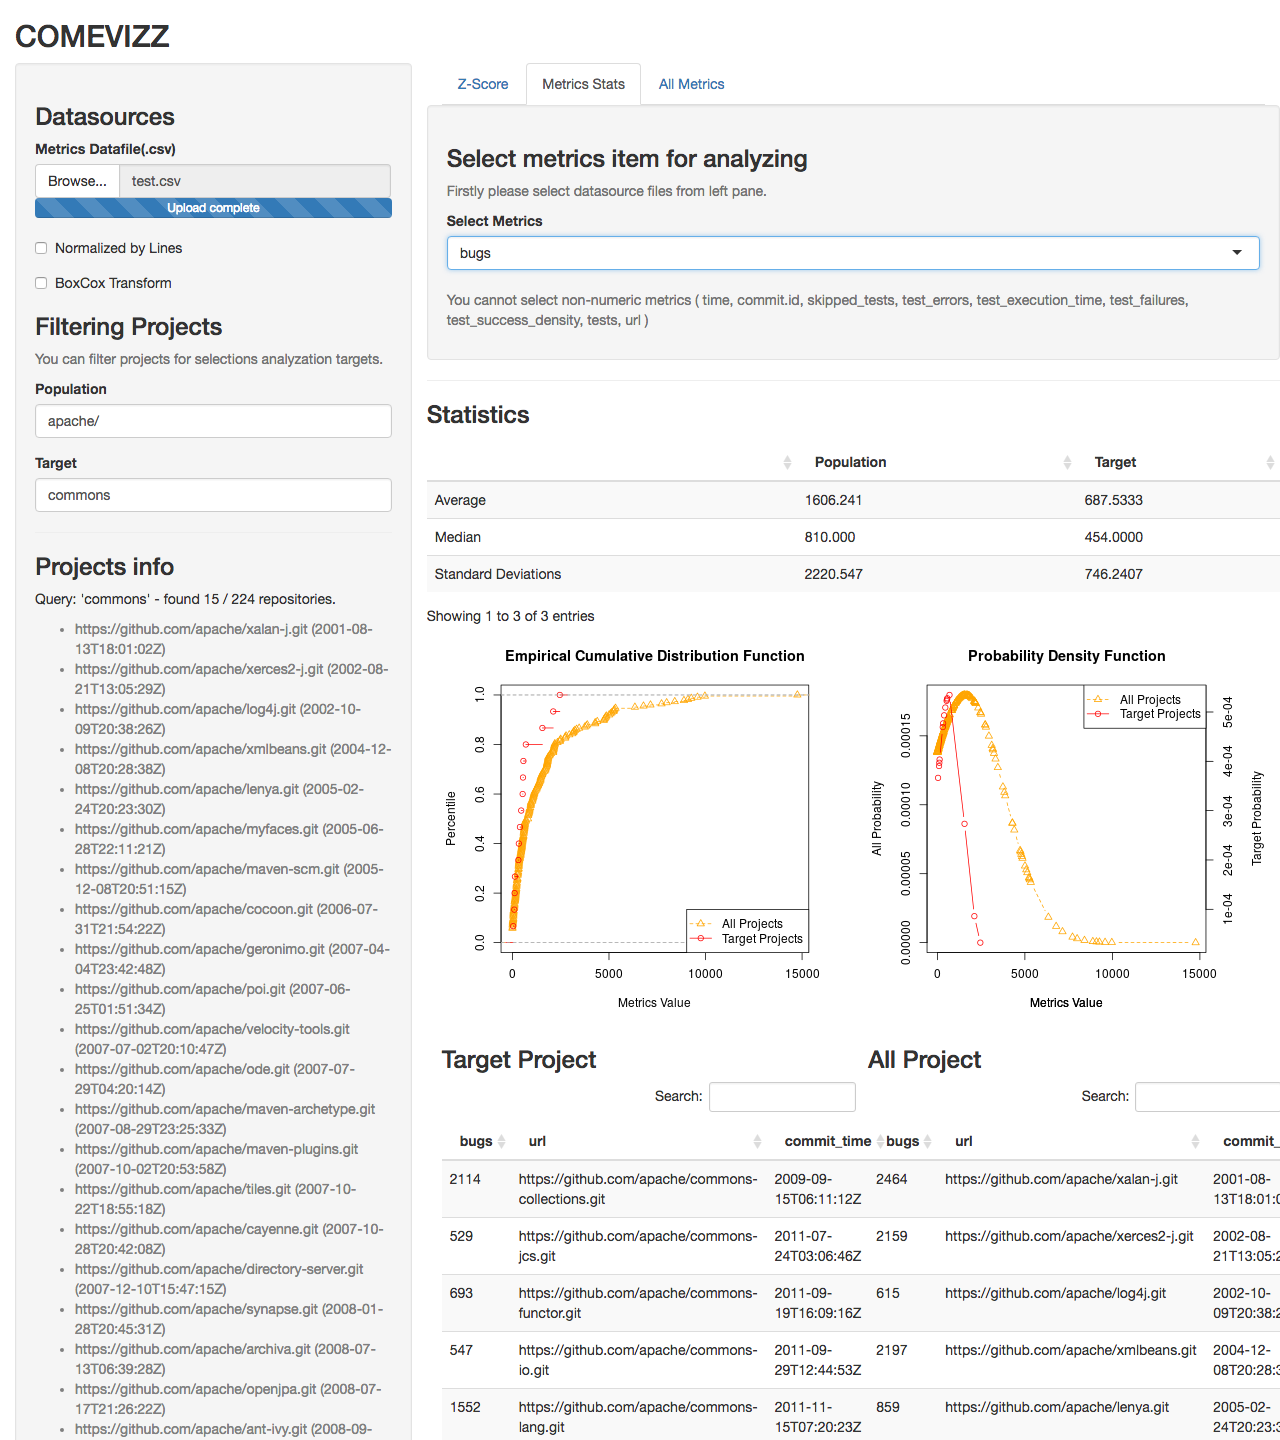 COMEVIZZ
Datasources
Metrics Datafile(.csv)
Browse... test.csv
Upload complete
Normalized by Lines
BoxCox Transform
Filtering Projects
You can filter projects for selections analyzation targets.
Population
apache/
Target
commons
Projects info
Query: 'commons' - found 15 / 224 repositories.
https://github.com/apache/xalan-j.git (2001-08-
13T18:01:02Z)
https://github.com/apache/xerces2-j.git (2002-08-
21T13:05:29Z)
https://github.com/apache/log4j.git (2002-10-
09T20:38:26Z)
https://github.com/apache/xmlbeans.git (2004-12-
08T20:28:38Z)
https://github.com/apache/lenya.git (2005-02-
24T20:23:30Z)
https://github.com/apache/myfaces.git (2005-06-
28T22:11:21Z)
https://github.com/apache/maven-scm.git (2005-
12-08T20:51:15Z)
https://github.com/apache/cocoon.git (2006-07-
31T21:54:22Z)
https://github.com/apache/geronimo.git (2007-04-
04T23:42:48Z)
https://github.com/apache/poi.git (2007-06-
25T01:51:34Z)
https://github.com/apache/velocity-tools.git
(2007-07-02T20:10:47Z)
https://github.com/apache/ode.git (2007-07-
29T04:20:14Z)
https://github.com/apache/maven-archetype.git
(2007-08-29T23:25:33Z)
https://github.com/apache/maven-plugins.git
(2007-10-02T20:53:58Z)
https://github.com/apache/tiles.git (2007-10-
22T18:55:18Z)
https://github.com/apache/cayenne.git (2007-10-
28T20:42:08Z)
https://github.com/apache/directory-server.git
(2007-12-10T15:47:15Z)
https://github.com/apache/synapse.git (2008-01-
28T20:45:31Z)
https://github.com/apache/archiva.git (2008-07-
13T06:39:28Z)
https://github.com/apache/openjpa.git (2008-07-
17T21:26:22Z)
https://github.com/apache/ant-ivy.git (2008-09-
Z-Score Metrics Stats All Metrics
Select metrics item for analyzing
Firstly please select datasource files from left pane.
Select Metrics
bugs
You cannot select non-numeric metrics ( time, commit.id, skipped_tests, test_errors, test_execution_time, test_failures,
test_success_density, tests, url )
Statistics
Population Target
Average 1606.241 687.5333
Median 810.000 454.0000
Standard Deviations 2220.547 746.2407
Showing 1 to 3 of 3 entries
Empirical Cumulative Distribution Function
Percentile
0.0 0.2 0.4 0.6 0.8 1.0
All Projects
Target Projects
0 5000 10000 15000
Metrics Value
Probability Density Function
All Probability
0.00000 0.00005 0.00010 0.00015
All Projects
Target Projects
1e-04 2e-04 3e-04 4e-04 5e-04
Target Probability
0 5000 10000 15000
Metrics Value
Target Project
Search:
bugs url commit_time
2114 https://github.com/apache/commons- 2009-09-
collections.git 15T06:11:12Z
529 https://github.com/apache/commons- 2011-07-
jcs.git 24T03:06:46Z
693 https://github.com/apache/commons- 2011-09-
functor.git 19T16:09:16Z
547 https://github.com/apache/commons- 2011-09-
io.git 29T12:44:53Z
1552 https://github.com/apache/commons- 2011-11-
lang.git 15T07:20:23Z
All Project
Search:
bugs url commit_
2464 https://github.com/apache/xalan-j.git 2001-08-
13T18:01:0
2159 https://github.com/apache/xerces2-j.git 2002-08-
21T13:05:2
615 https://github.com/apache/log4j.git 2002-10-
09T20:38:2
2197 https://github.com/apache/xmlbeans.git 2004-12-
08T20:28:3
859 https://github.com/apache/lenya.git 2005-02-
24T20:23:3